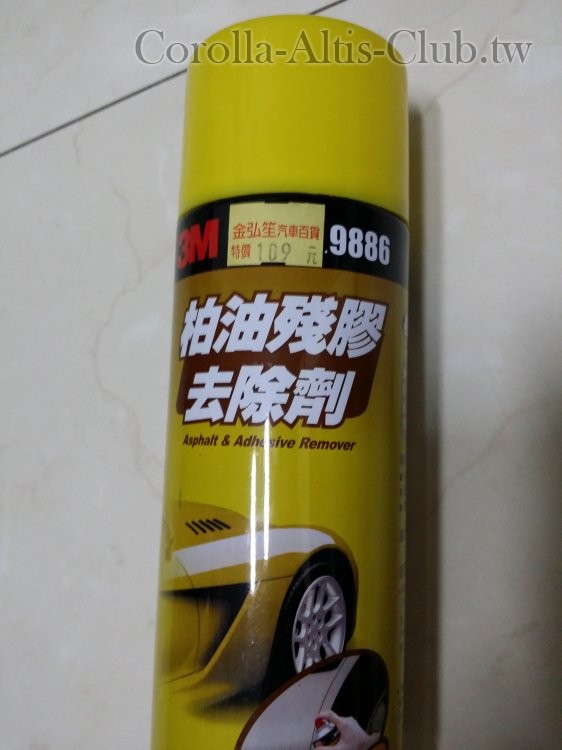 Corolla-Altis-Club.tw
3M
金弘笙汽車百貨
特價 109 元
.9886
柏油殘膠
去除劑
Asphalt & Adhesive Remover